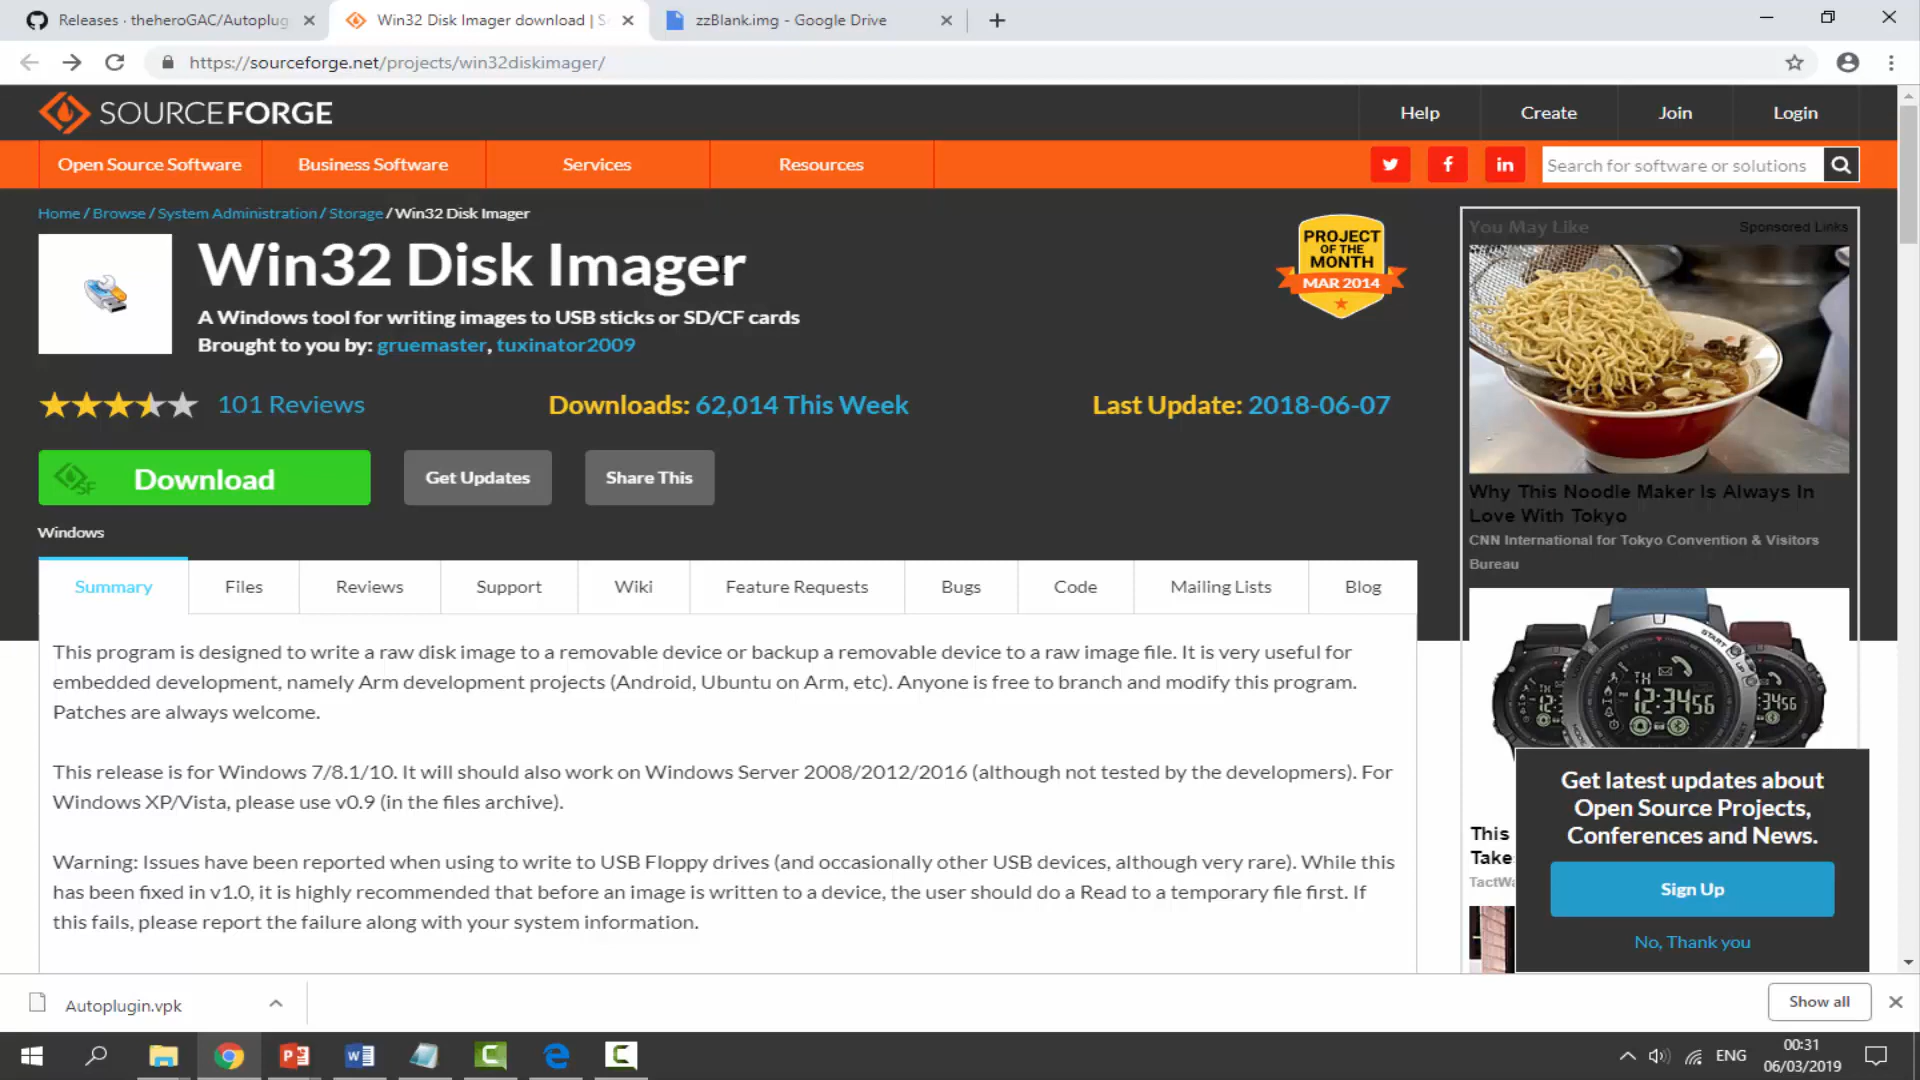 Releases · theheroGAC/Autoplug
Win32 Disk Imager download | S
zzBlank.img - Google Drive
https://sourceforge.net/projects/win32diskimager/
SOURCEFORGE
Help
Create
Join
Login
Open Source Software
Business Software
Services
Resources
Search for software or solutions
Home / Browse / System Administration / Storage / Win32 Disk Imager
Win32 Disk Imager
A Windows tool for writing images to USB sticks or SD/CF cards
Brought to you by: gruemaster, tuxinator2009
PROJECT
OF THE
MONTH
MAR 2014
101 Reviews
Downloads: 62,014 This Week
Last Update: 2018-06-07
SF
Download
Get Updates
Share This
Windows
Summary
Files
Reviews
Support
Wiki
Feature Requests
Bugs
Code
Mailing Lists
Blog
This program is designed to write a raw disk image to a removable device or backup a removable device to a raw image file. It is very useful for
embedded development, namely Arm development projects (Android, Ubuntu on Arm, etc). Anyone is free to branch and modify this program.
Patches are always welcome.
This release is for Windows 7/8.1/10. It will should also work on Windows Server 2008/2012/2016 (although not tested by the developmers). For
Windows XP/Vista, please use v0.9 (in the files archive).
Warning: Issues have been reported when using to write to USB Floppy drives (and occasionally other USB devices, although very rare). While this
has been fixed in v1.0, it is highly recommended that before an image is written to a device, the user should do a Read to a temporary file first. If
this fails, please report the failure along with your system information.
You May Like
Sponsored Links
Why This Noodle Maker Is Always In
Love With Tokyo
CNN International for Tokyo Convention & Visitors
Bureau
START
12:34 56
This
Take
TactWa
Get latest updates about
Open Source Projects,
Conferences and News.
Sign Up
No, Thank you
Autoplugin.vpk
Show all
ENG
00:31
06/03/2019